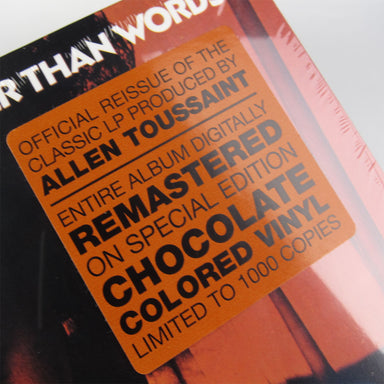 R THAN WORDS
OFFICIAL REISSUE OF THE
CLASSIC LP PRODUCED BY
ALLEN TOUSSAINT
ENTIRE ALBUM DIGITALLY
REMASTERED
ON SPECIAL EDITION
CHOCOLATE
COLORED VINYL
LIMITED TO 1000 COPIES